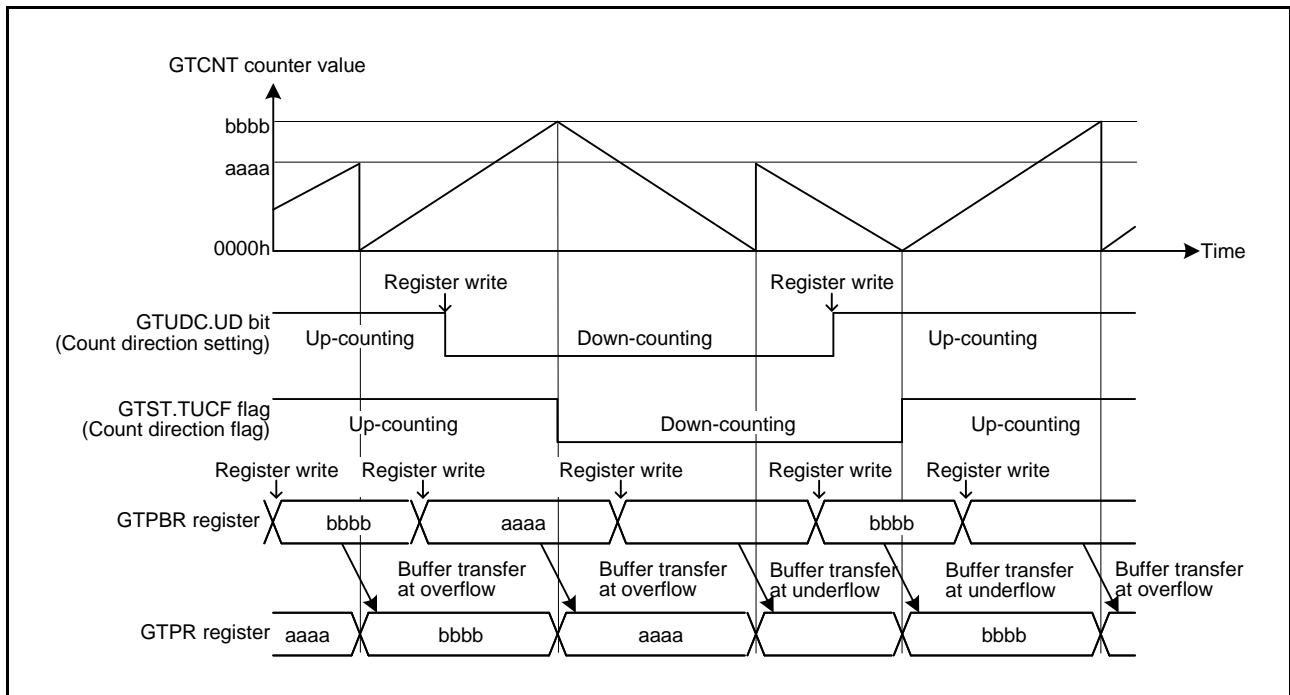 GTCNT counter value
bbbb
aaaa
0000h
Time
Register write
Register write
GTUDC.UD bit
(Count direction setting)
Up-counting
Down-counting
Up-counting
GTST.TUCF flag
(Count direction flag)
Up-counting
Down-counting
Up-counting
Register write
Register write
Register write
Register write
Register write
GTPBR register
bbbb
aaaa
bbbb
Buffer transfer
at overflow
Buffer transfer
at overflow
Buffer transfer
at underflow
Buffer transfer
at underflow
Buffer transfer
at overflow
GTPR register
aaaa
bbbb
aaaa
bbbb